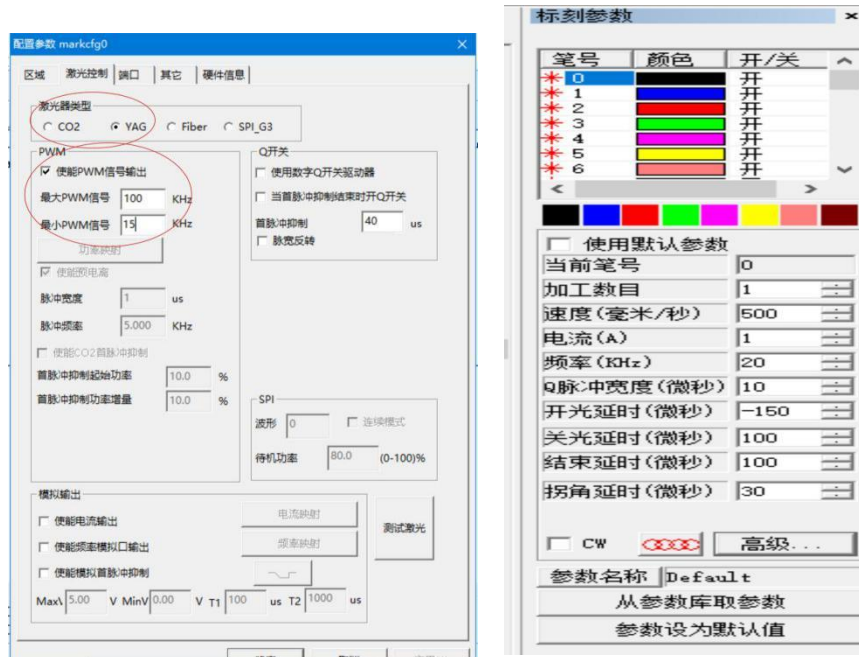 配置参数 markcfg0
区域 激光控制 端口 其它 硬件信息
激光器类型
CO2 YAG Fiber SPI_G3
PWM
使能PWM信号输出
最大PWM信号 100 KHz
最小PWM信号 15 KHz
功率映射
使能预电离
脉冲宽度 1 us
脉冲频率 5.000 KHz
使能CO2首脉冲抑制
首脉冲抑制起始功率 10.0 %
首脉冲抑制功率增量 10.0 %
Q开关
使用数字Q开关驱动器
当首脉冲抑制结束时开Q开关
首脉冲抑制 40 us
脉宽反转
SPI
波形 0 连续模式
待机功率 80.0 (0-100)%
模拟输出
使能电流输出 电流映射
使能频率模拟口输出 频率映射
使能模拟首脉冲抑制
MaxV 5.00 V MinV 0.00 V T1 100 us T2 1000 us
测试激光
标刻参数
笔号 颜色 开/关
0 开
1 开
2 开
3 开
4 开
5 开
6 开
使用默认参数
当前笔号 0
加工数目 1
速度(毫米/秒) 500
电流(A) 1
频率(KHz) 20
Q脉冲宽度(微秒) 10
开光延时(微秒) -150
关光延时(微秒) 100
结束延时(微秒) 100
拐角延时(微秒) 30
CW 高级...
参数名称 Default
从参数库取参数
参数设为默认值